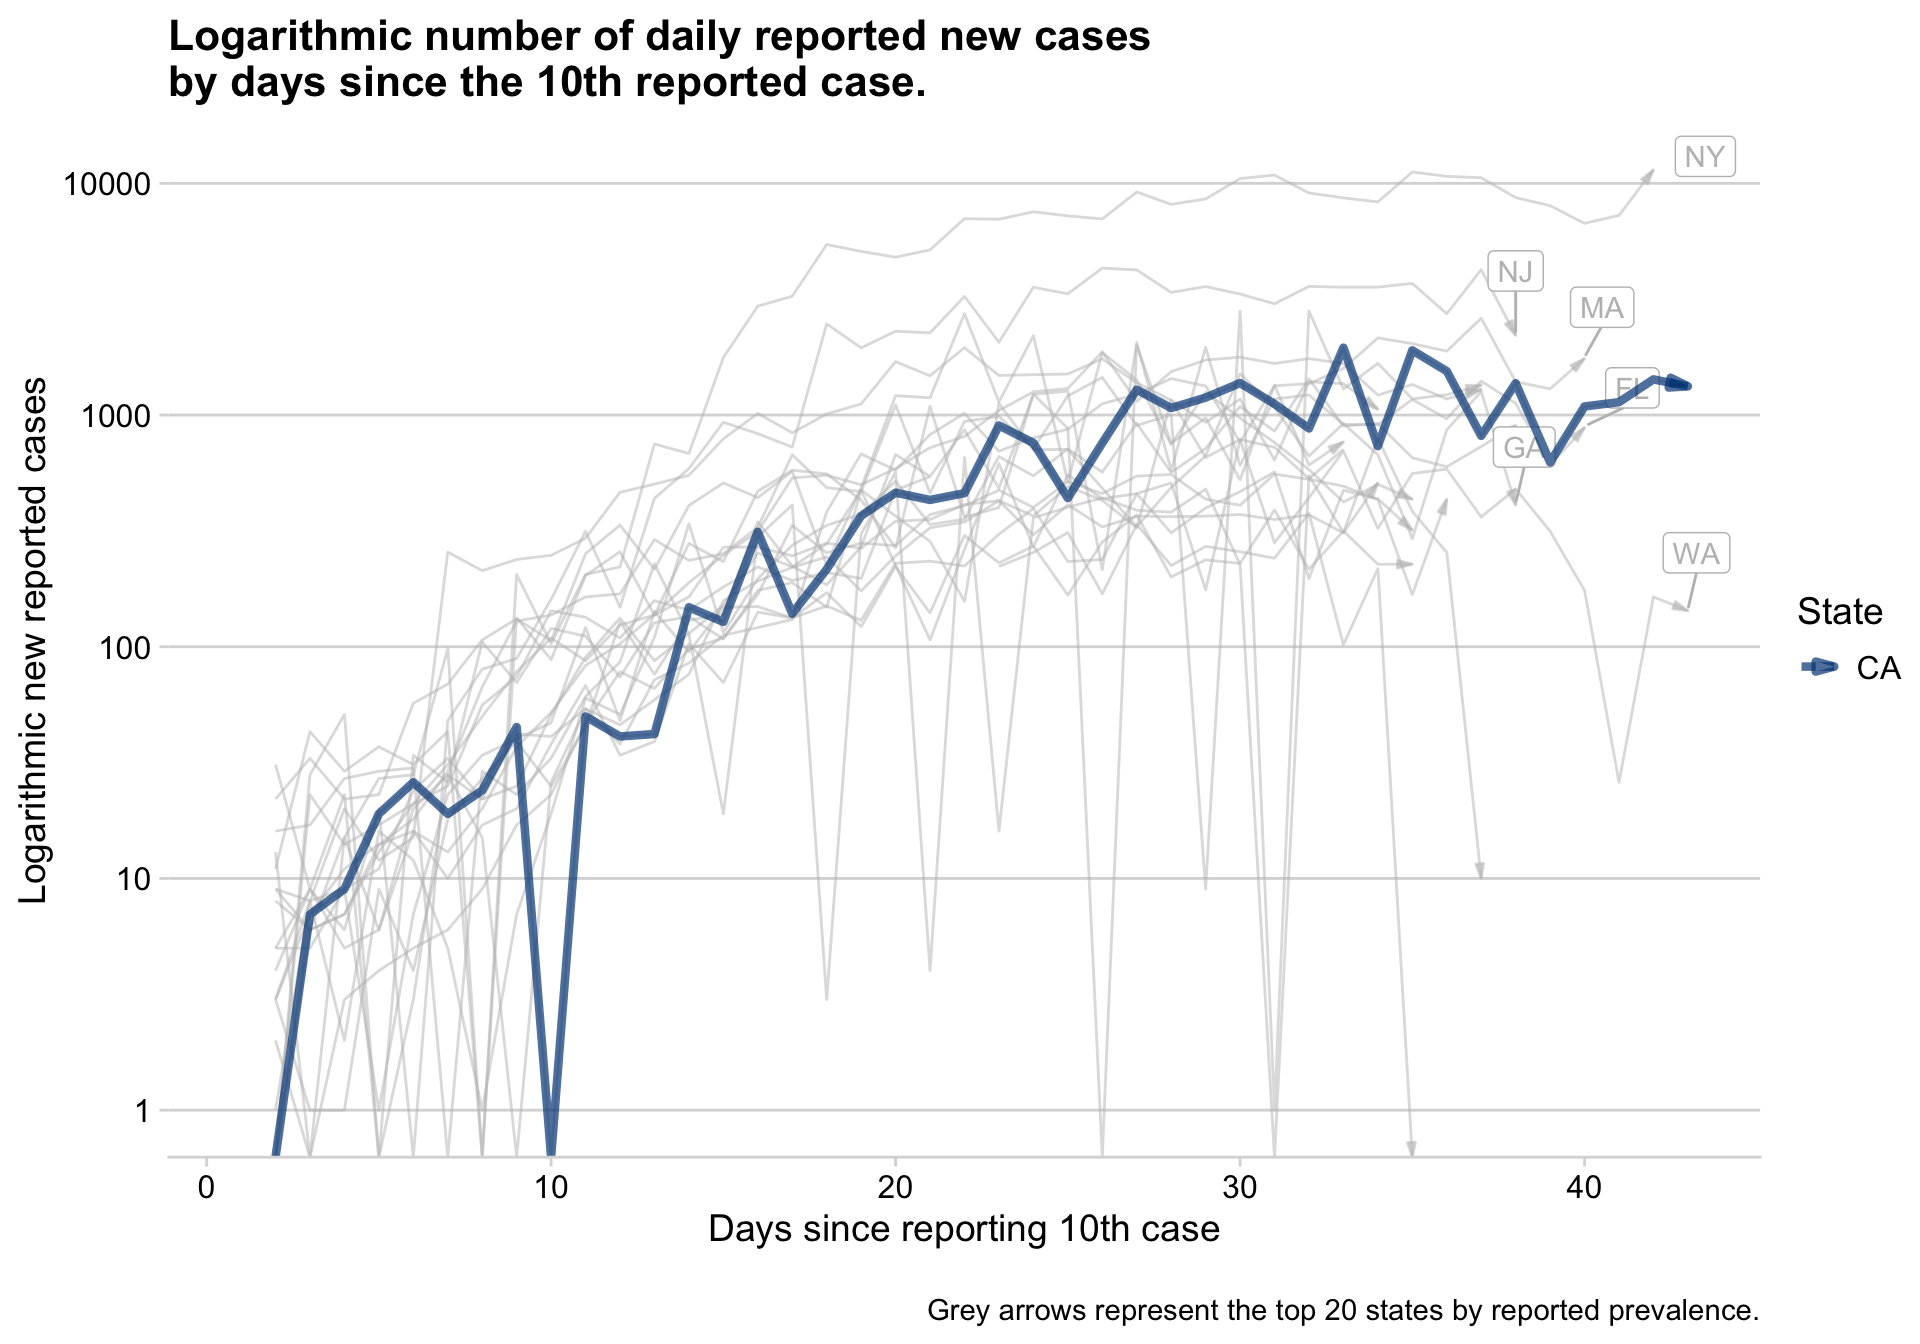 Logarithmic number of daily reported new cases
by days since the 10th reported case.
Logarithmic new reported cases
10000
1000
100
10
1
NY
NJ
MA
FL
GA
WA
State
CA
0
10
20
30
40
Days since reporting 10th case
Grey arrows represent the top 20 states by reported prevalence.